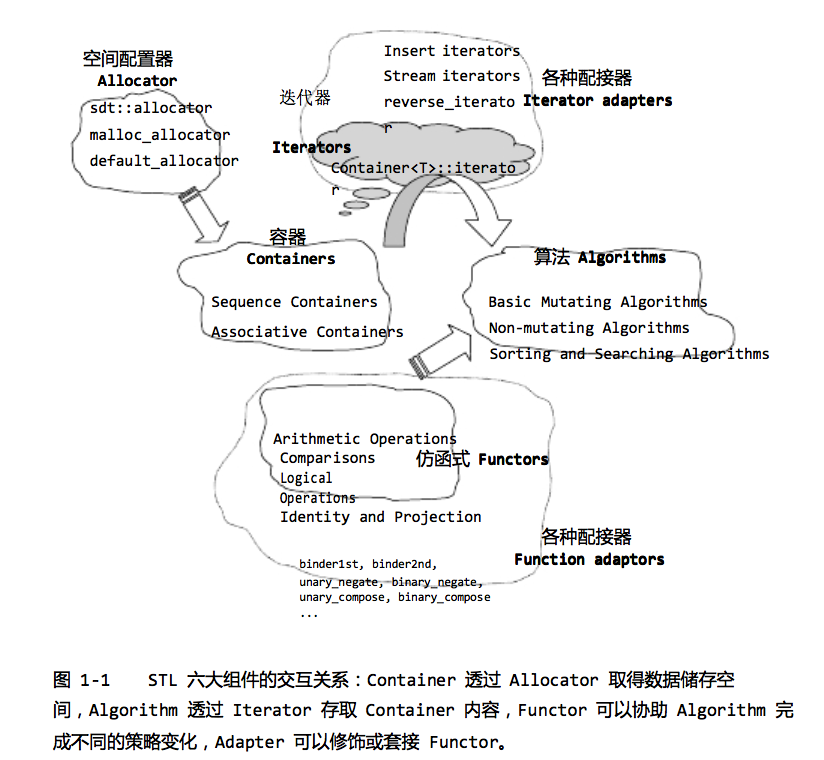 空间配置器
Allocator
sdt::allocator
malloc_allocator
default_allocator
迭代器
Iterators
Insert iterators
Stream iterators
reverse_iterato
r
各种配接器
Iterator adapters
Container<T>::iterato
r
容器
Containers
Sequence Containers
Associative Containers
算法 Algorithms
Basic Mutating Algorithms
Non-mutating Algorithms
Sorting and Searching Algorithms
Arithmetic Operations
Comparisons
Logical
Operations
Identity and Projection
仿函式 Functors
各种配接器
Function adaptors
binder1st, binder2nd,
unary_negate, binary_negate,
unary_compose, binary_compose
...
图 1-1 STL 六大组件的交互关系：Container 透过 Allocator 取得数据储存空
间，Algorithm 透过 Iterator 存取 Container 内容，Functor 可以协助 Algorithm 完
成不同的策略变化，Adapter 可以修饰或套接 Functor。